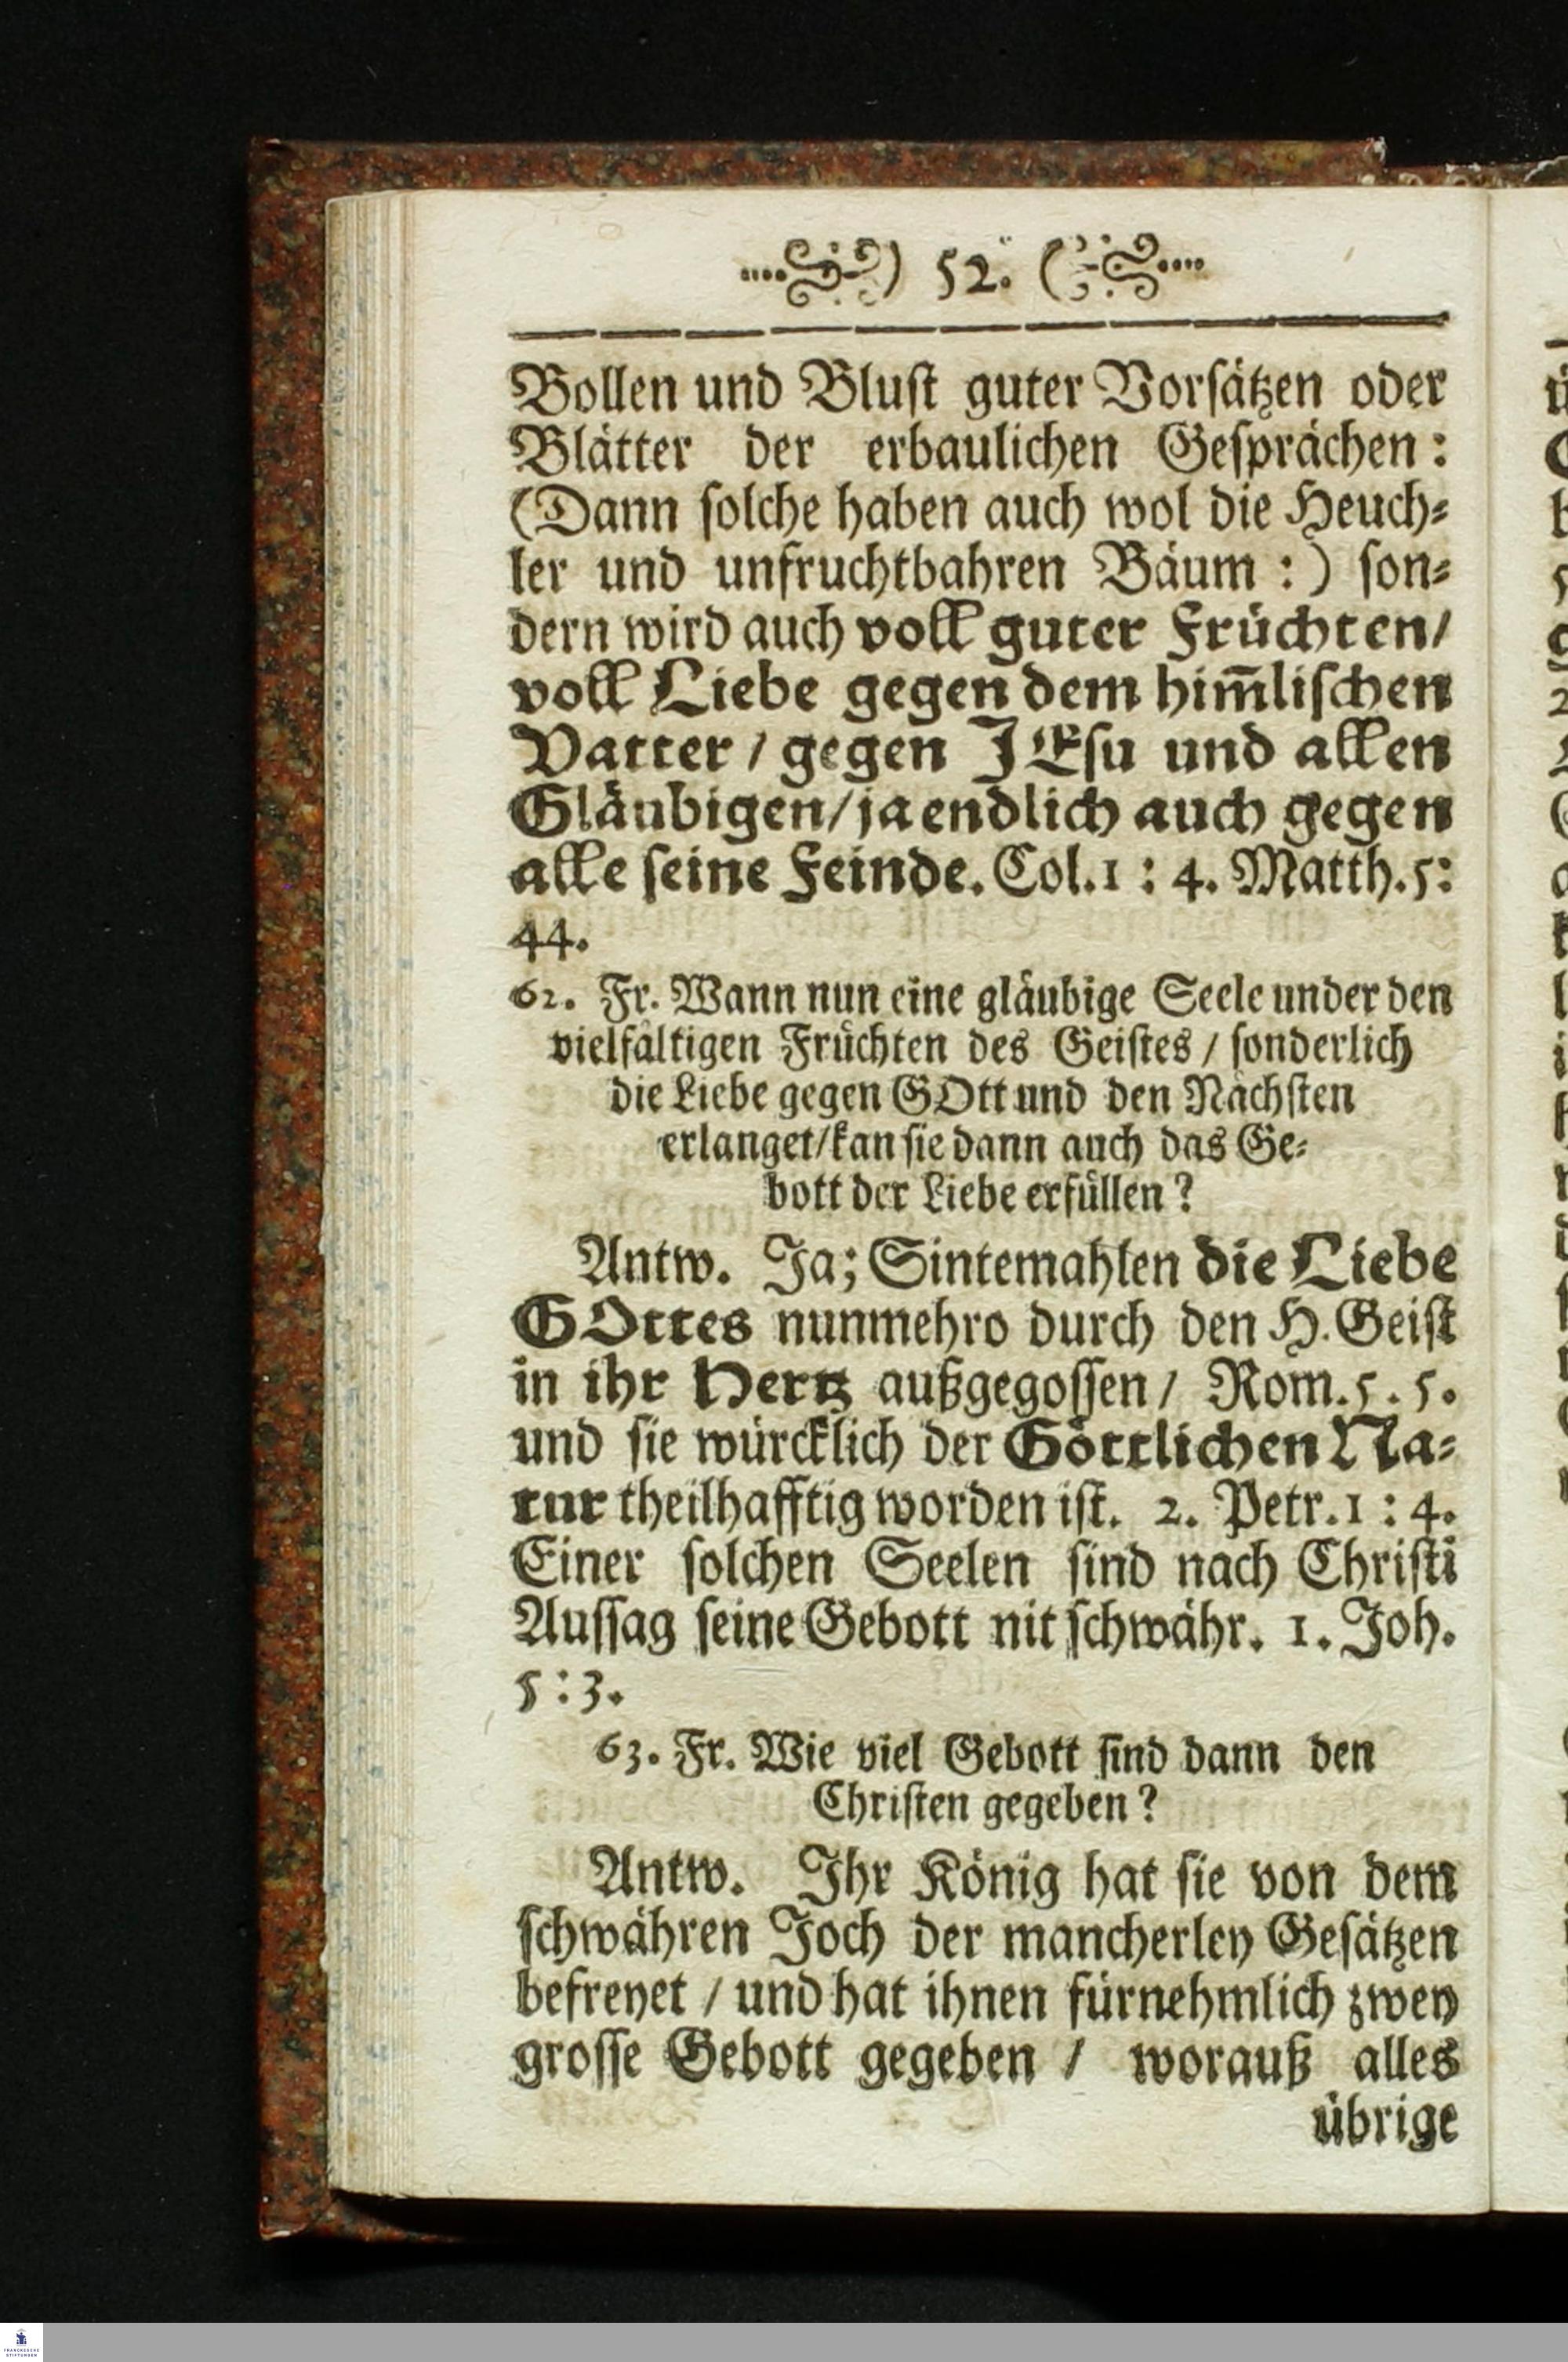 ) 52. (
Bollen und Blust guter Vorsätzen oder
Blätter der erbaulichen Gesprächen:
(Dann solche haben auch wol die Heuch⸗
ler und unfruchtbahren Bäum :) son⸗
dern wird auch voll guter Früchten/
voll Liebe gegen dem him̅lischen
Vatter / gegen JEsu und allen
Gläubigen/ja endlich auch gegen
alle seine Feinde. Col.1 : 4. Matth.5:
44.
62. Fr. Wann nun eine gläubige Seele under den
vielfältigen Früchten des Geistes / sonderlich
die Liebe gegen GOtt und den Nächsten
erlanget/kan sie dann auch das Ge⸗
bott der Liebe erfüllen ?
Antw. Ja; Sintemahlen die Liebe
GOttes nunmehro durch den H. Geist
in ihr Hertz außgegossen / Rom.5.5.
und sie würcklich der Göttlichen Na⸗
tur theilhafftig worden ist. 2. Petr.1 : 4.
Einer solchen Seelen sind nach Christi
Aussag seine Gebott nit schwähr. 1. Joh.
5:3.
63. Fr. Wie viel Gebott sind dann den
Christen gegeben ?
Antw. Ihr König hat sie von dem
schwähren Joch der mancherley Gesätzen
befreyet / und hat ihnen fürnehmlich zwey
grosse Gebott gegeben / worauß alles
übrige
FRANCKESCHE
STIFTUNGEN